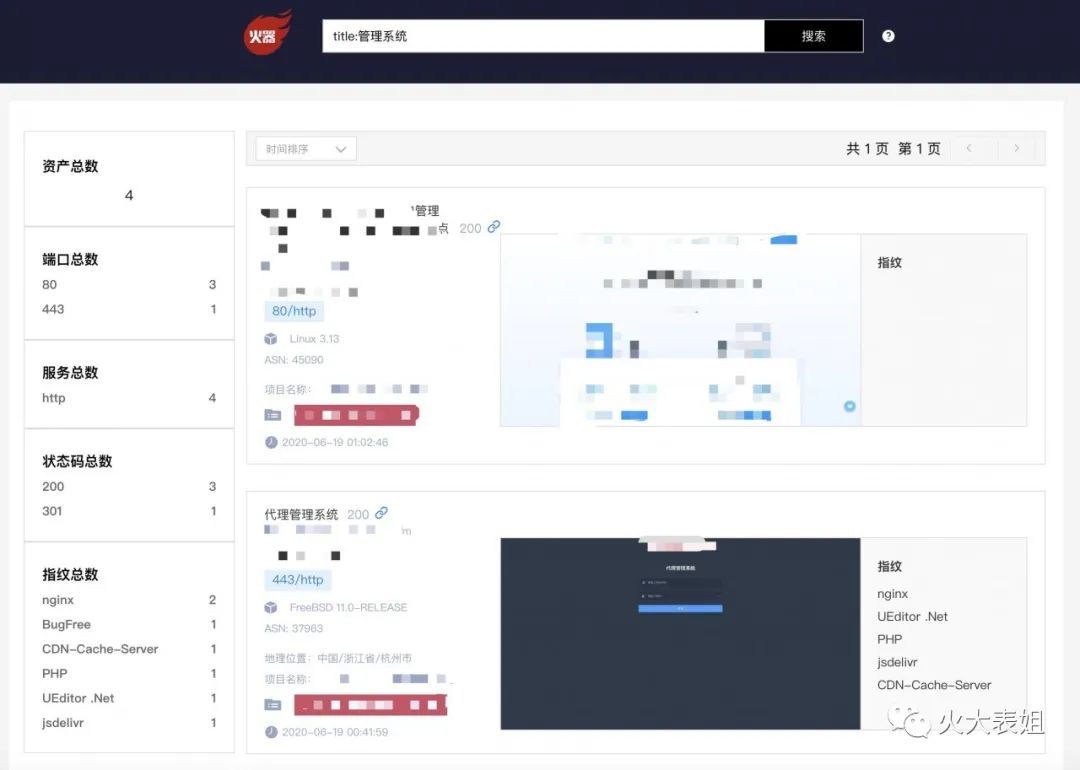 火器
title:管理系统
搜索
?
资产总数
4
端口总数
80 3
443 1
服务总数
http 4
状态码总数
200 3
301 1
指纹总数
nginx 2
BugFree 1
CDN-Cache-Server 1
PHP 1
UEditor .Net 1
jsdelivr 1
时间排序
共 1 页 第 1 页
管理
点 200
80/http
Linux 3.13
ASN: 45090
项目名称:
2020-06-19 01:02:46
指纹
代理管理系统 200
m
443/http
FreeBSD 11.0-RELEASE
ASN: 37963
地理位置: 中国/浙江省/杭州市
项目名称:
2020-06-19 00:41:59
代理管理系统
指纹
nginx
UEditor .Net
PHP
jsdelivr
CDN-Cache-Server
火大表姐